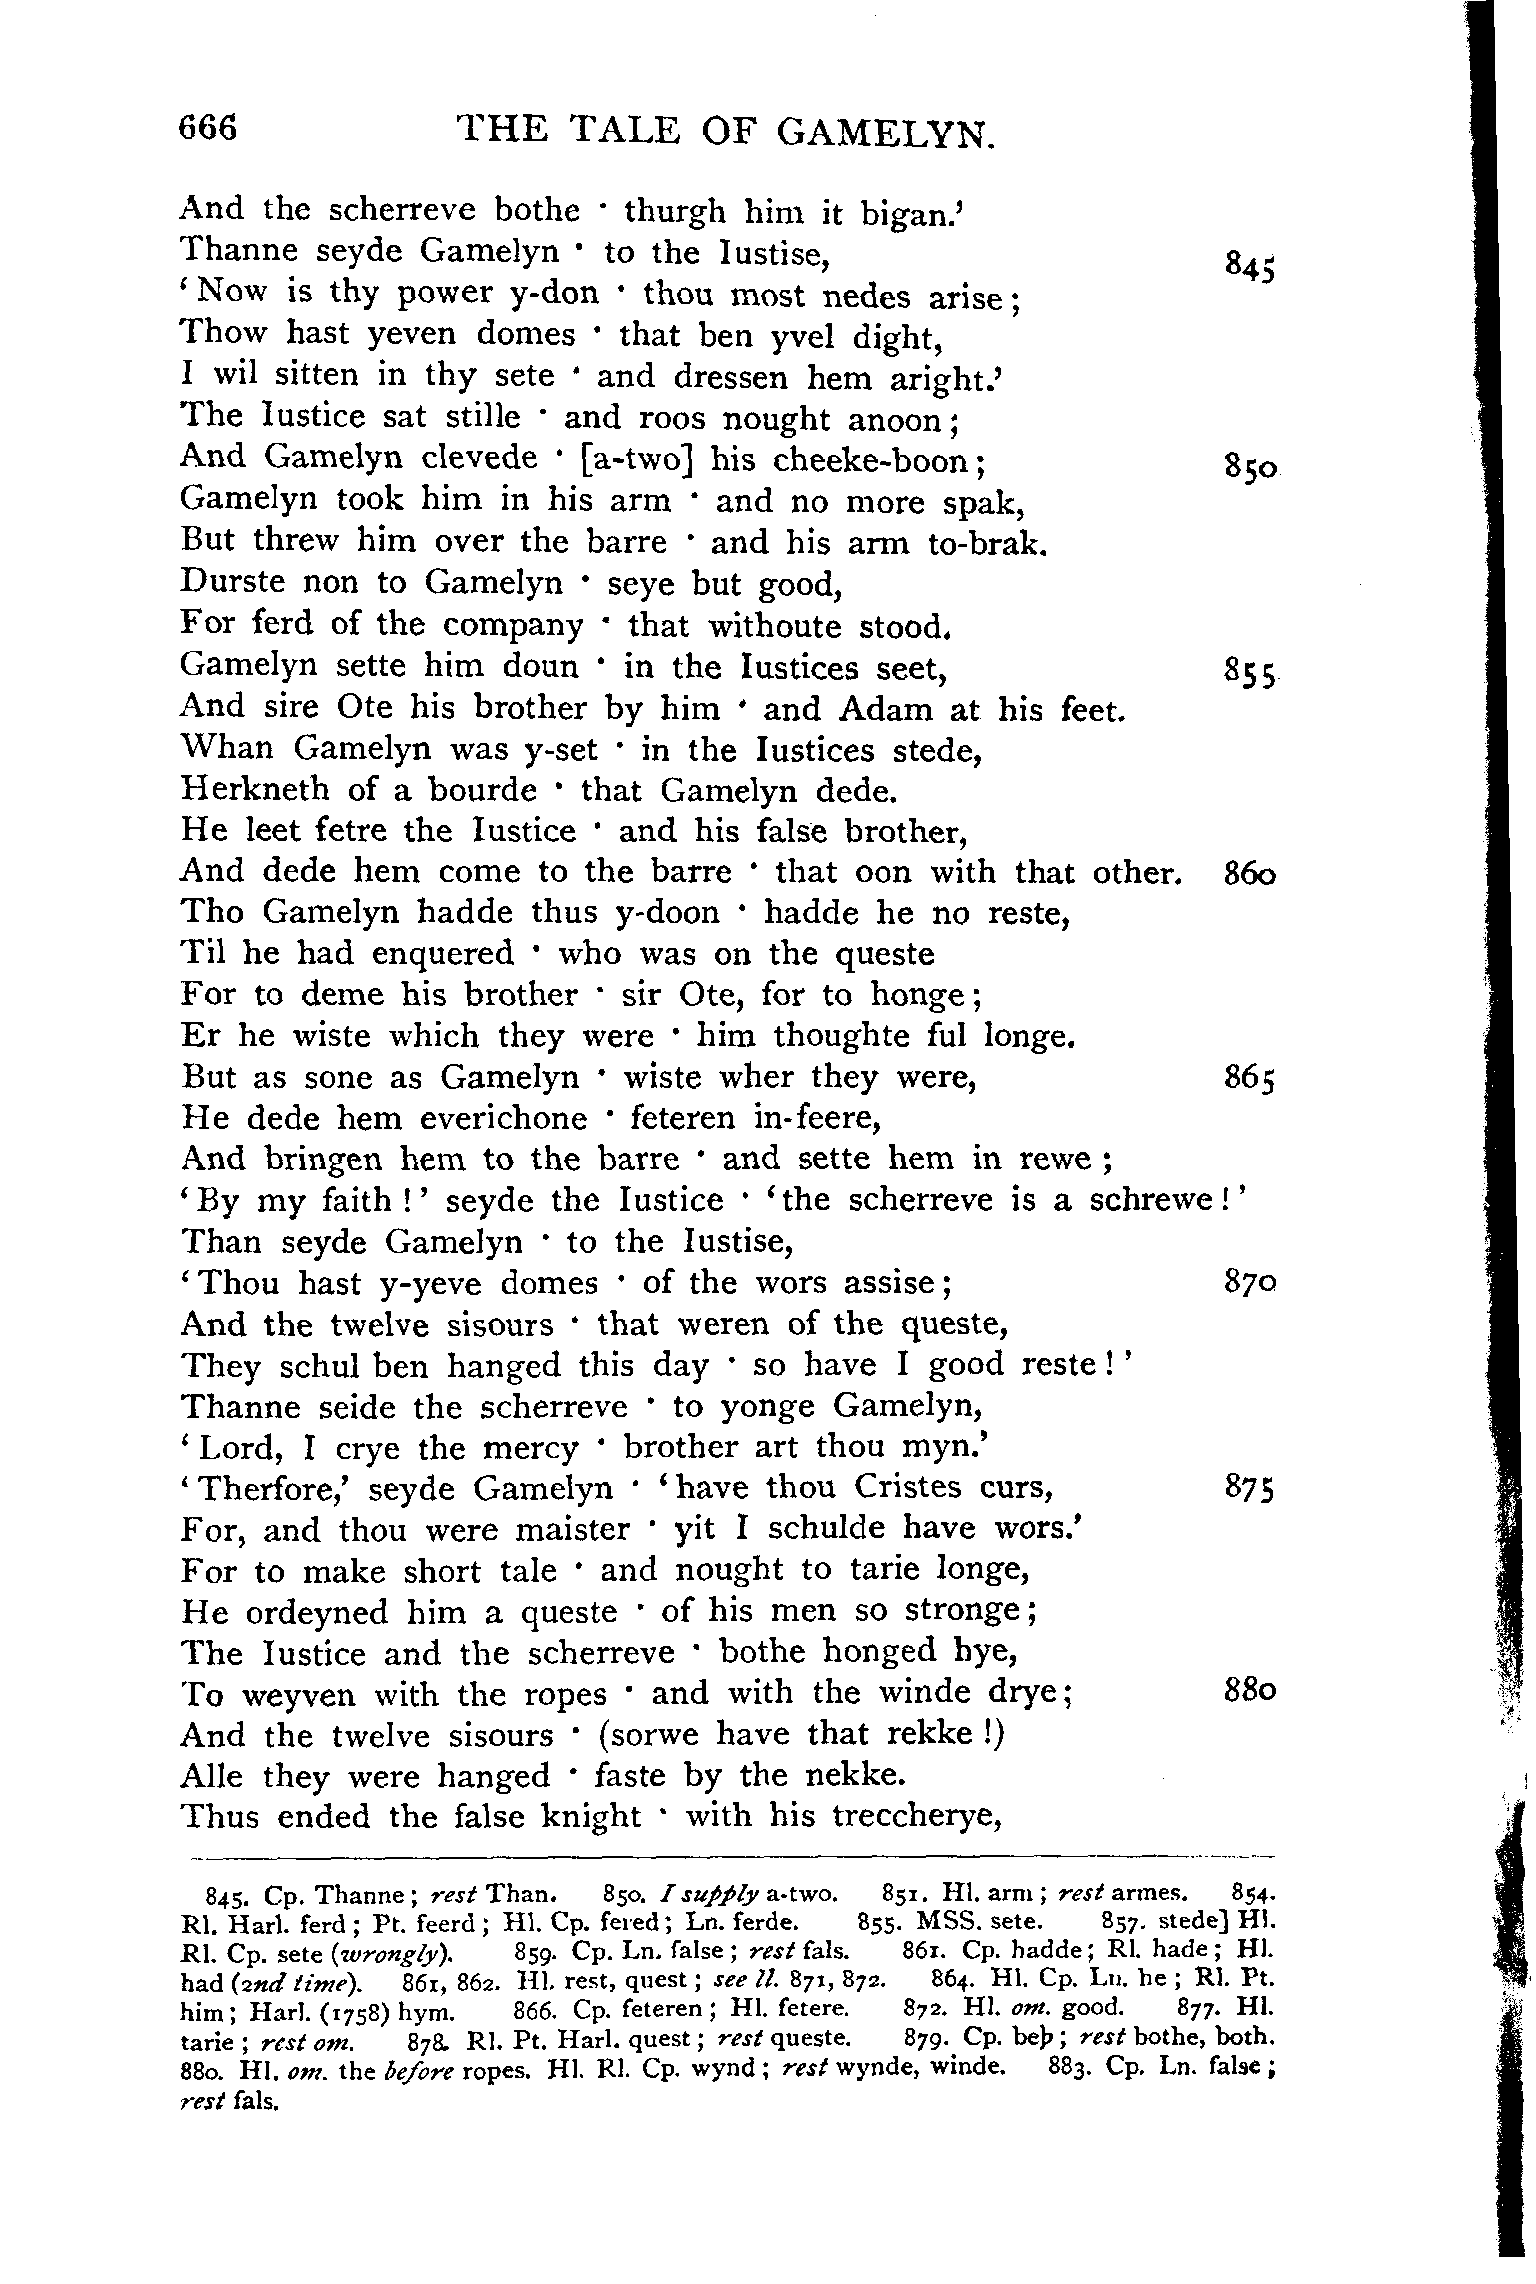 666 THE TALE OF GAMELYN.
And the scherreve bothe · thurgh him it bigan.’
Thanne seyde Gamelyn · to the Iustise, 845
‘Now is thy power y-don · thou most nedes arise;
Thow hast yeven domes · that ben yvel dight,
I wil sitten in thy sete · and dressen hem aright.’
The Iustice sat stille · and roos nought anoon;
And Gamelyn clevede · [a-two] his cheeke-boon; 850
Gamelyn took him in his arm · and no more spak,
But threw him over the barre · and his arm to-brak.
Durste non to Gamelyn · seye but good,
For ferd of the company · that withoute stood.
Gamelyn sette him doun · in the Iustices seet, 855
And sire Ote his brother by him · and Adam at his feet.
Whan Gamelyn was y-set · in the Iustices stede,
Herkneth of a bourde · that Gamelyn dede.
He leet fetre the Iustice · and his false brother,
And dede hem come to the barre · that oon with that other. 860
Tho Gamelyn hadde thus y-doon · hadde he no reste,
Til he had enquered · who was on the queste
For to deme his brother · sir Ote, for to honge;
Er he wiste which they were · him thoughte ful longe.
But as sone as Gamelyn · wiste wher they were, 865
He dede hem everichone · feteren in-feere,
And bringen hem to the barre · and sette hem in rewe;
‘By my faith!’ seyde the Iustice · ‘the scherreve is a schrewe!’
Than seyde Gamelyn · to the Iustise,
‘Thou hast y-yeve domes · of the wors assise; 870
And the twelve sisours · that weren of the queste,
They schul ben hanged this day · so have I good reste!’
Thanne seide the scherreve · to yonge Gamelyn,
‘Lord, I crye the mercy · brother art thou myn.’
‘Therfore,’ seyde Gamelyn · ‘have thou Cristes curs, 875
For, and thou were maister · yit I schulde have wors.’
For to make short tale · and nought to tarie longe,
He ordeyned him a queste · of his men so stronge;
The Iustice and the scherreve · bothe honged hye,
To weyven with the ropes · and with the winde drye; 880
And the twelve sisours · (sorwe have that rekke!)
Alle they were hanged · faste by the nekke.
Thus ended the false knight · with his treccherye,
845. Cp. Thanne; rest Than. 850. I supply a-two. 851. Hl. arm; rest armes. 854.
Rl. Harl. ferd; Pt. feerd; Hl. Cp. fered; Ln. ferde. 855. MSS. sete. 857. stede] Hl.
Rl. Cp. sete (wrongly). 859. Cp. Ln. false; rest fals. 861. Cp. hadde; Rl. hade; Hl.
had (2nd time). 861, 862. Hl. rest, quest; see ll. 871, 872. 864. Hl. Cp. Ln. he; Rl. Pt.
him; Harl. (1758) hym. 866. Cp. feteren; Hl. fetere. 872. Hl. om. good. 877. Hl.
tarie; rest om. 878. Rl. Pt. Harl. quest; rest queste. 879. Cp. beþ; rest bothe, both.
880. Hl. om. the before ropes. Hl. Rl. Cp. wynd; rest wynde, winde. 883. Cp. Ln. false;
rest fals.